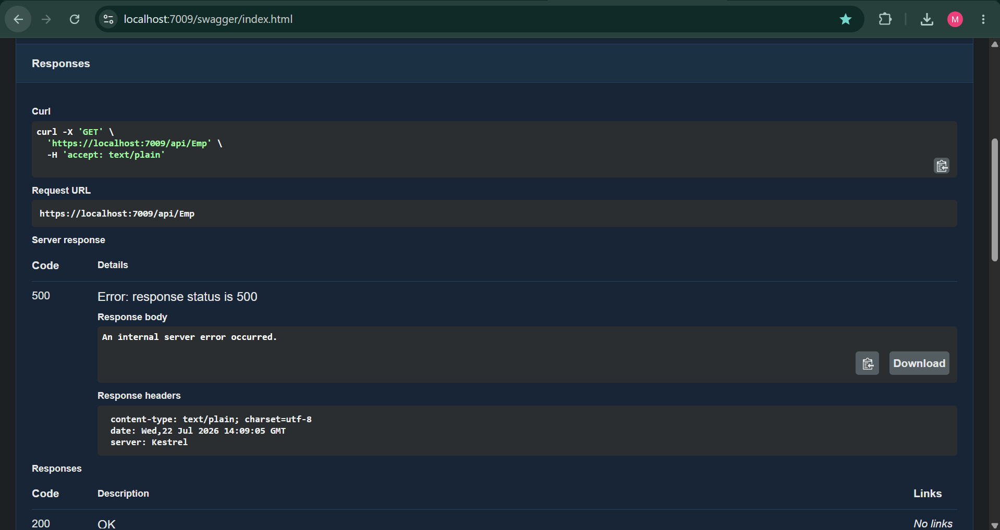 localhost:7009/swagger/index.html
M
Responses
Curl
curl -X 'GET' \
'https://localhost:7009/api/Emp' \
-H 'accept: text/plain'
Request URL
https://localhost:7009/api/Emp
Server response
Code Details
500 Error: response status is 500
Response body
An internal server error occurred.
Download
Response headers
content-type: text/plain; charset=utf-8
date: Wed,22 Jul 2026 14:09:05 GMT
server: Kestrel
Responses
Code Description Links
200 OK No links